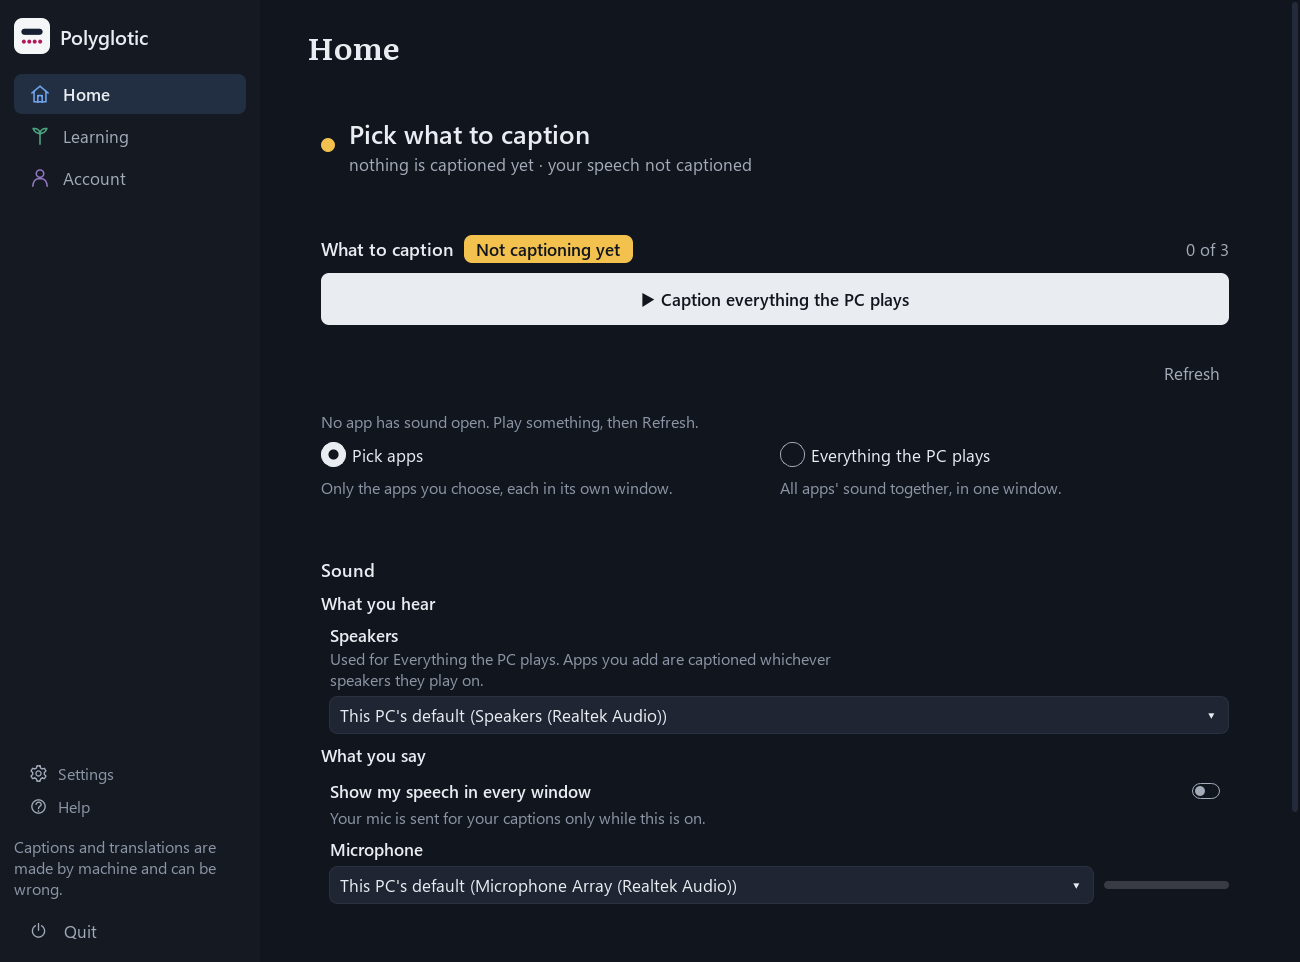 Polyglotic
Home
Learning
Account
Settings
Help
Captions and translations are
made by machine and can be
wrong.
Quit
Home
Pick what to caption
nothing is captioned yet · your speech not captioned
What to caption
Not captioning yet
0 of 3
▶ Caption everything the PC plays
Refresh
No app has sound open. Play something, then Refresh.
Pick apps
Only the apps you choose, each in its own window.
Everything the PC plays
All apps' sound together, in one window.
Sound
What you hear
Speakers
Used for Everything the PC plays. Apps you add are captioned whichever
speakers they play on.
This PC's default (Speakers (Realtek Audio))
What you say
Show my speech in every window
Your mic is sent for your captions only while this is on.
Microphone
This PC's default (Microphone Array (Realtek Audio))